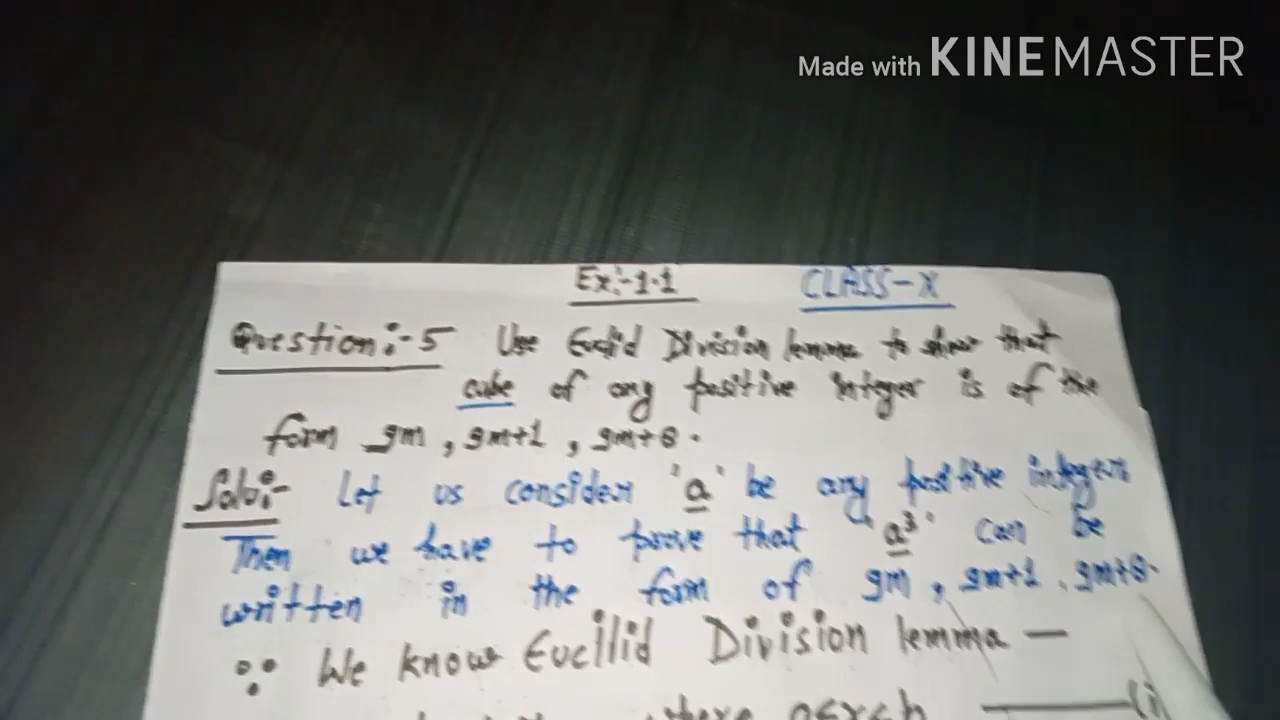 Made with KINEMASTER
Ex:-1.1 CLASS-X
Question:-5 Use Euclid Division lemma to show that
cube of any positive integer is of the
form 9m, 9m+1, 9m+8.
Solu:- Let us consider 'a' be any positive integers
Then we have to prove that 'a³' can be
written in the form of 9m, 9m+1, 9m+8.
∵ We know Eucilid Division lemma —
where (i